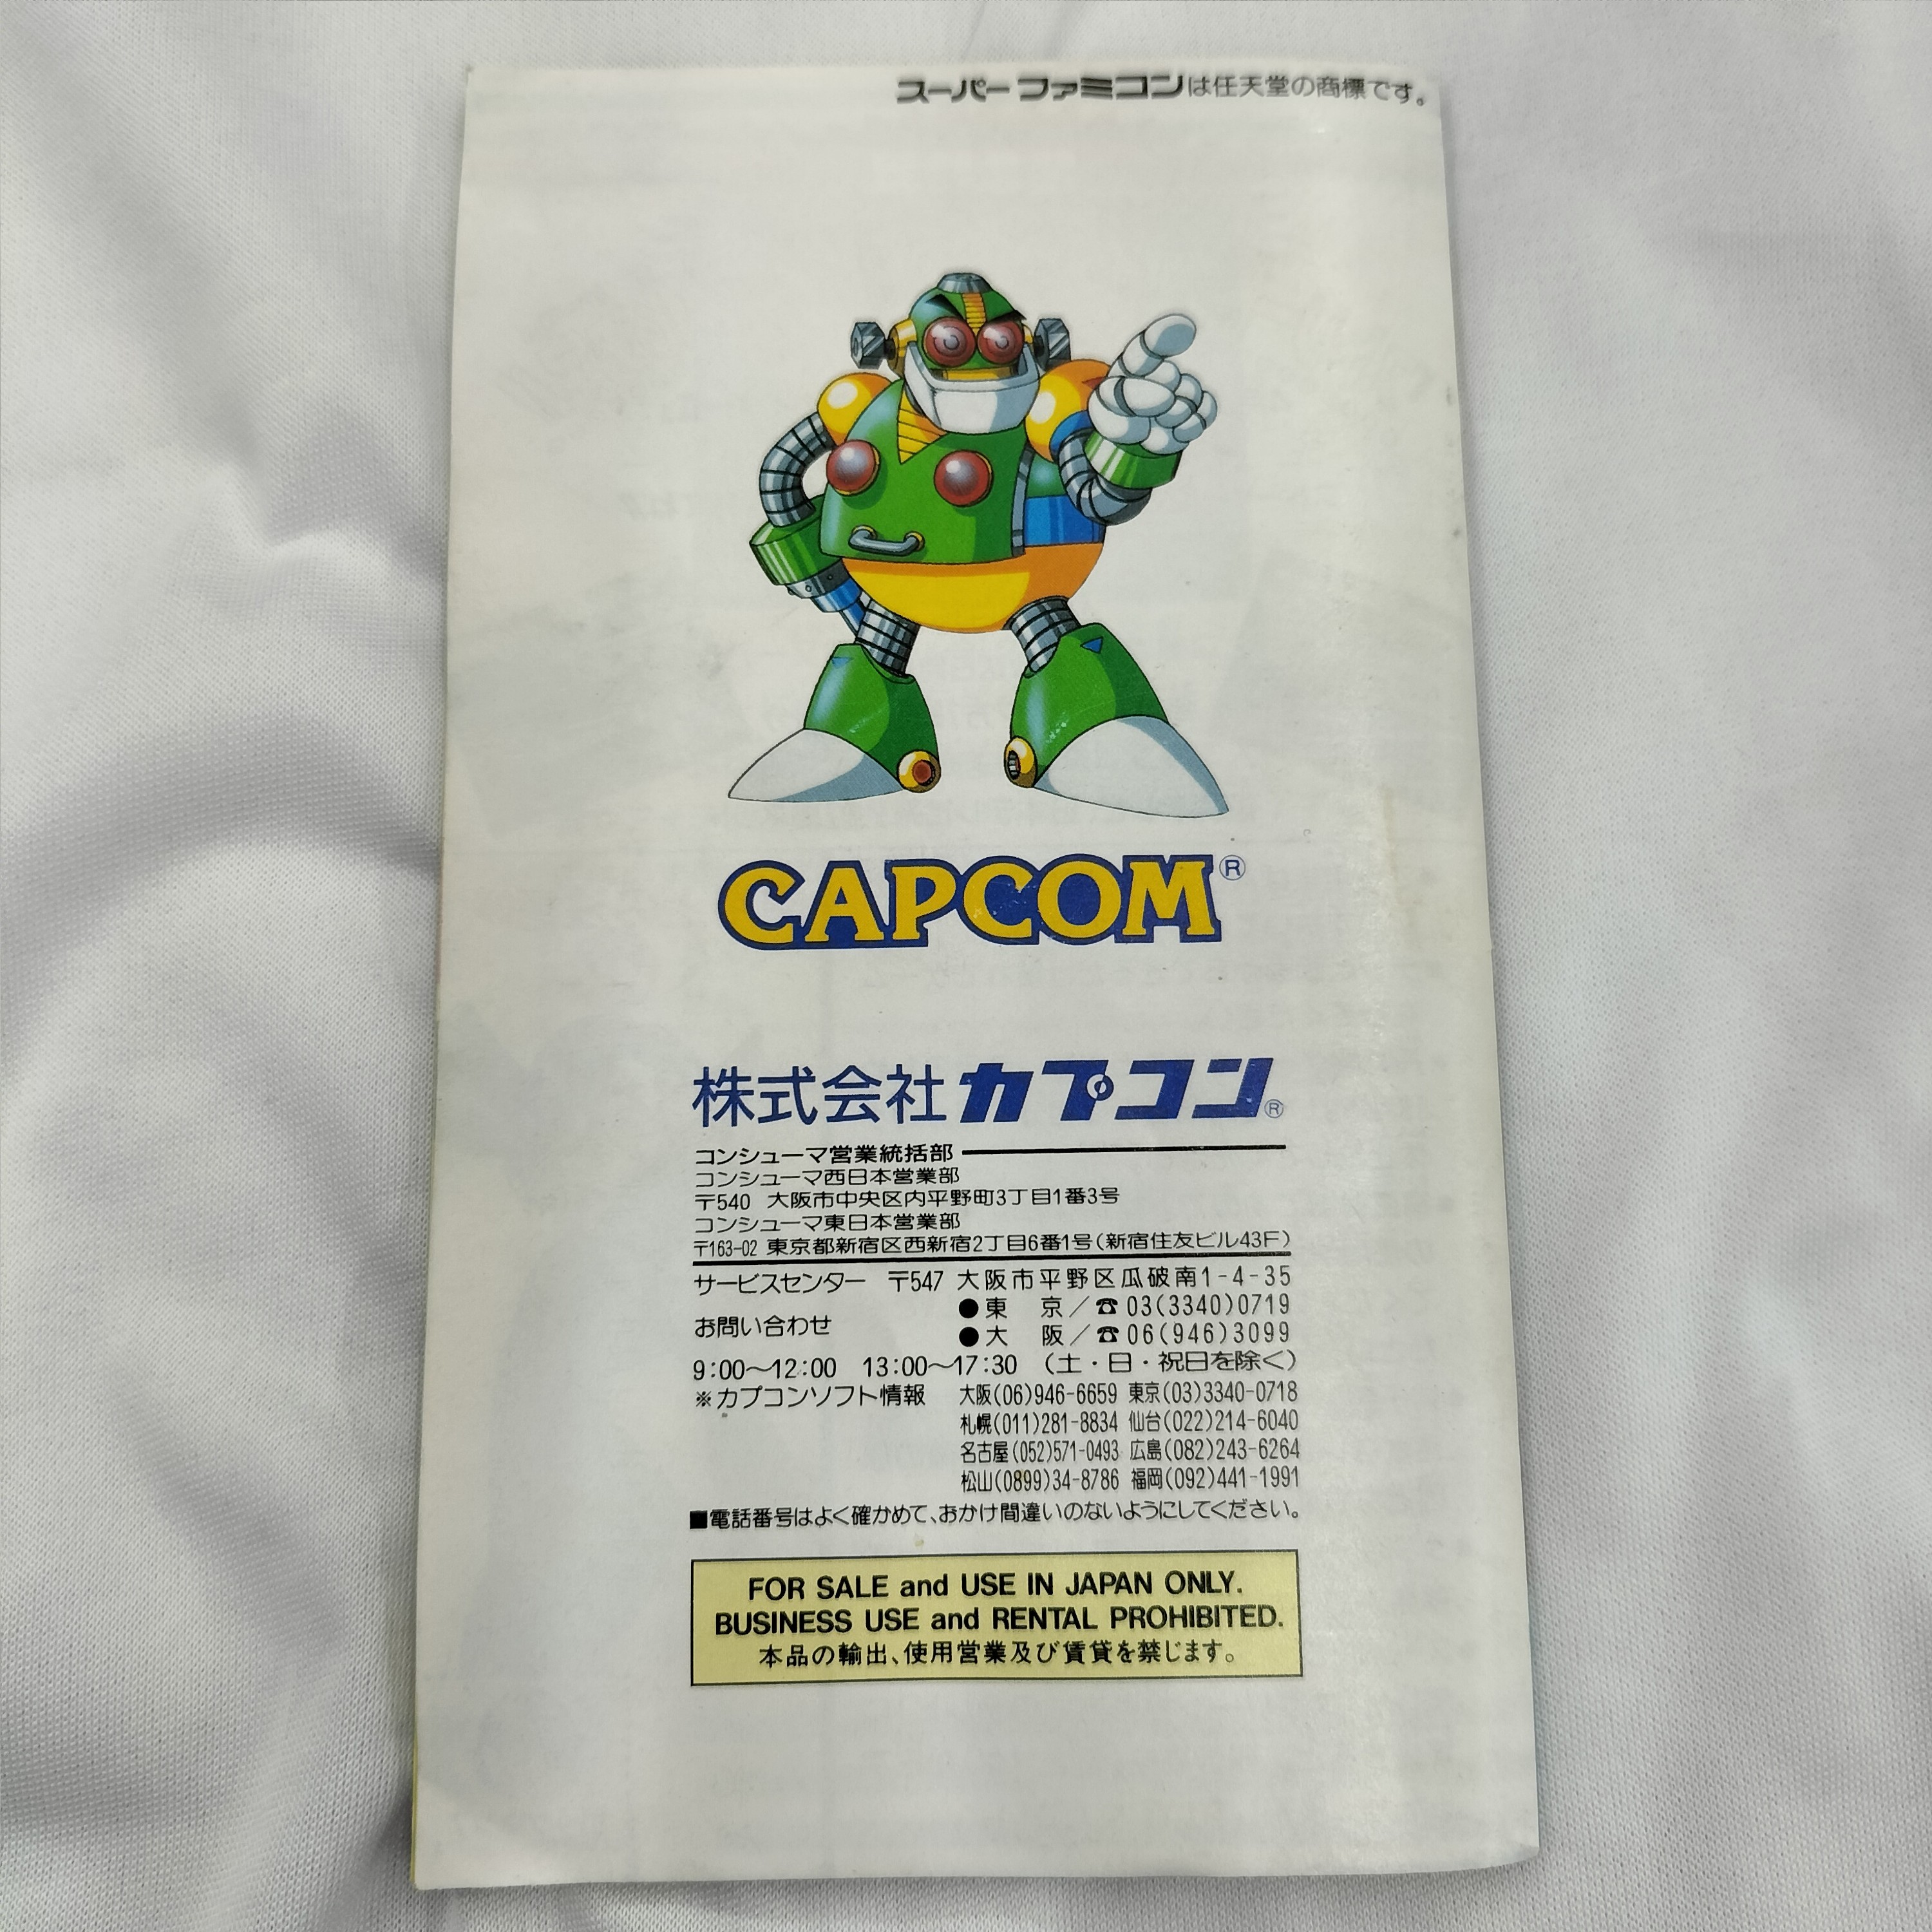 スーパーファミコンは任天堂の商標です。
CAPCOM®
株式会社カプコン®
コンシューマ営業統括部
コンシューマ西日本営業部
〒540 大阪市中央区内平野町3丁目1番3号
コンシューマ東日本営業部
〒163-02 東京都新宿区西新宿2丁目6番1号(新宿住友ビル43F)
サービスセンター 〒547 大阪市平野区瓜破南1-4-35
お問い合わせ
●東 京/☎03(3340)0719
●大 阪/☎06(946)3099
9:00〜12:00 13:00〜17:30 (土・日・祝日を除く)
※カプコンソフト情報 大阪(06)946-6659 東京(03)3340-0718
札幌(011)281-8834 仙台(022)214-6040
名古屋(052)571-0493 広島(082)243-6264
松山(0899)34-8786 福岡(092)441-1991
■電話番号はよく確かめて、おかけ間違いのないようにしてください。
FOR SALE and USE IN JAPAN ONLY.
BUSINESS USE and RENTAL PROHIBITED.
本品の輸出、使用営業及び賃貸を禁じます。